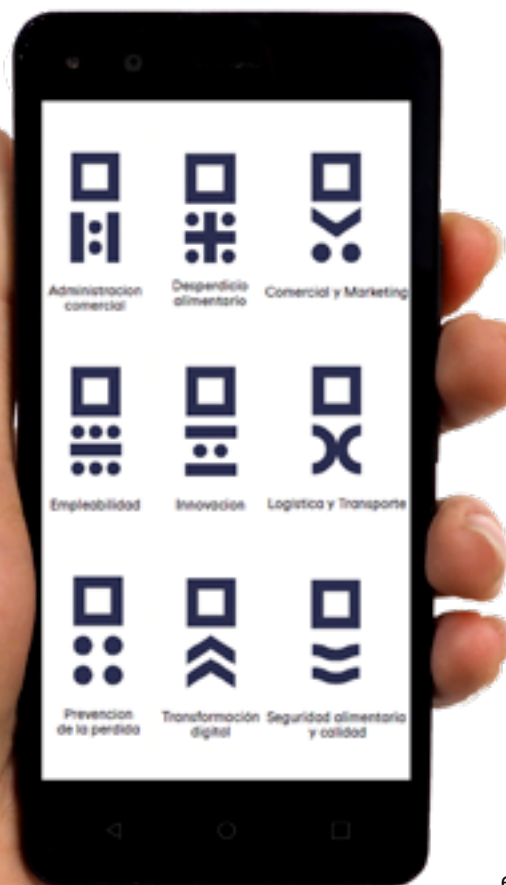 Administracion
comercial
Desperdicio
alimentario
Comercial y Marketing
Empleabilidad
Innovacion
Logistica y Transporte
Prevencion
de la perdida
Transformación
digital
Seguridad alimentaria
y calidad